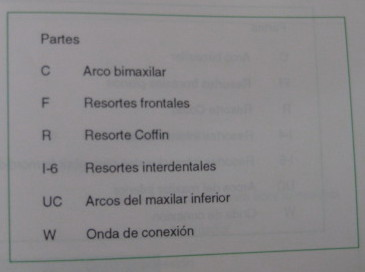 Partes
C Arco bimaxilar
F Resortes frontales
R Resorte Coffin
I-6 Resortes interdentales
UC Arcos del maxilar inferior
W Onda de conexión